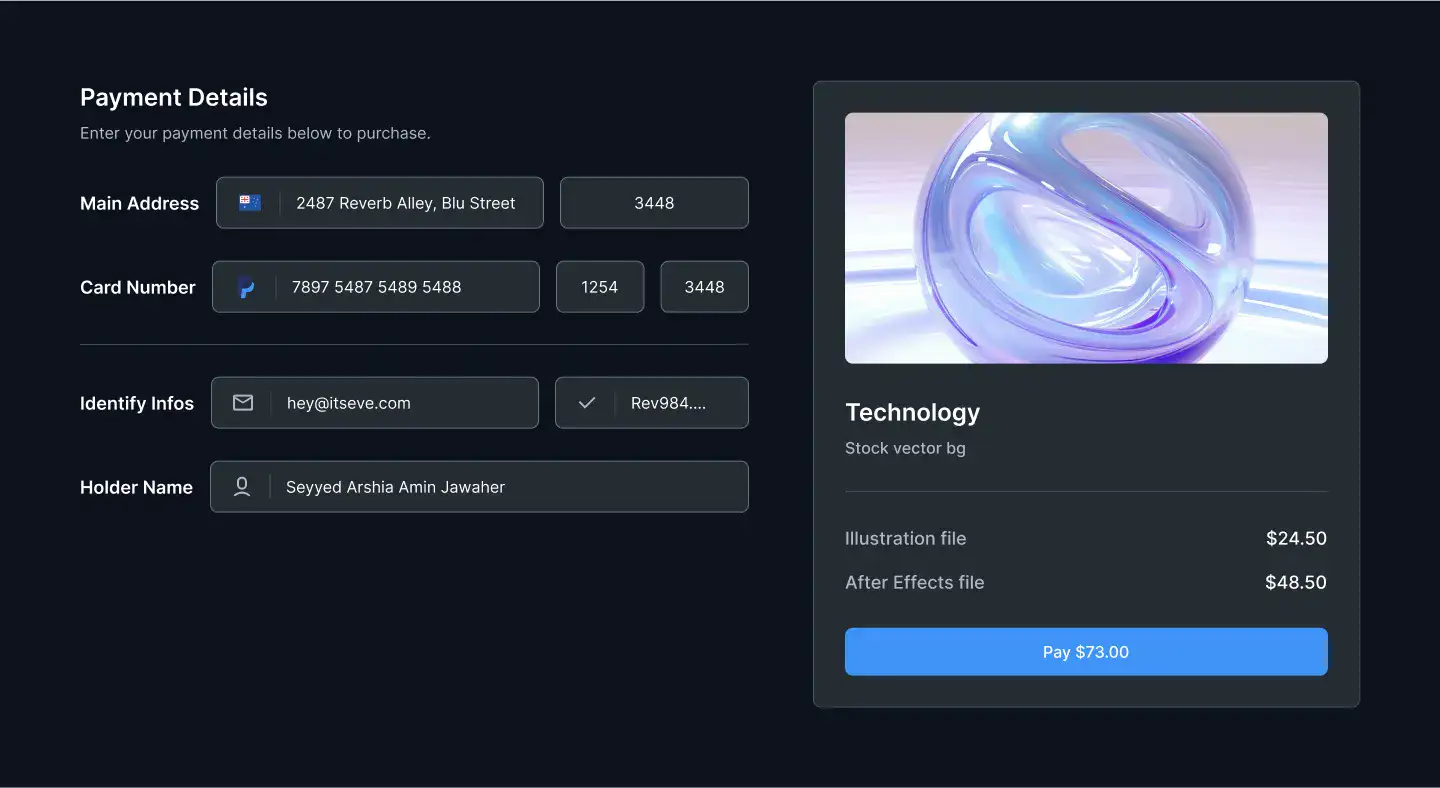 Payment Details
Enter your payment details below to purchase.
Main Address
2487 Reverb Alley, Blu Street
3448
Card Number
7897 5487 5489 5488
1254
3448
Identify Infos
hey@itseve.com
Rev984....
Holder Name
Seyyed Arshia Amin Jawaher
Technology
Stock vector bg
Illustration file
$24.50
After Effects file
$48.50
Pay $73.00